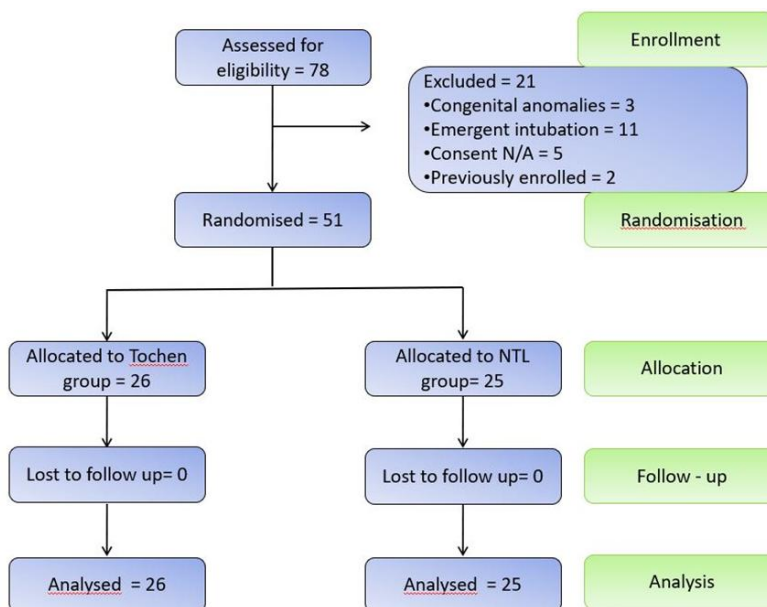 Enrollment
Assessed for
eligibility = 78
Excluded = 21
•Congenital anomalies = 3
•Emergent intubation = 11
•Consent N/A = 5
•Previously enrolled = 2
Randomised = 51
Randomisation
Allocated to Tochen
group = 26
Allocated to NTL
group= 25
Allocation
Lost to follow up= 0
Lost to follow up= 0
Follow - up
Analysed = 26
Analysed = 25
Analysis